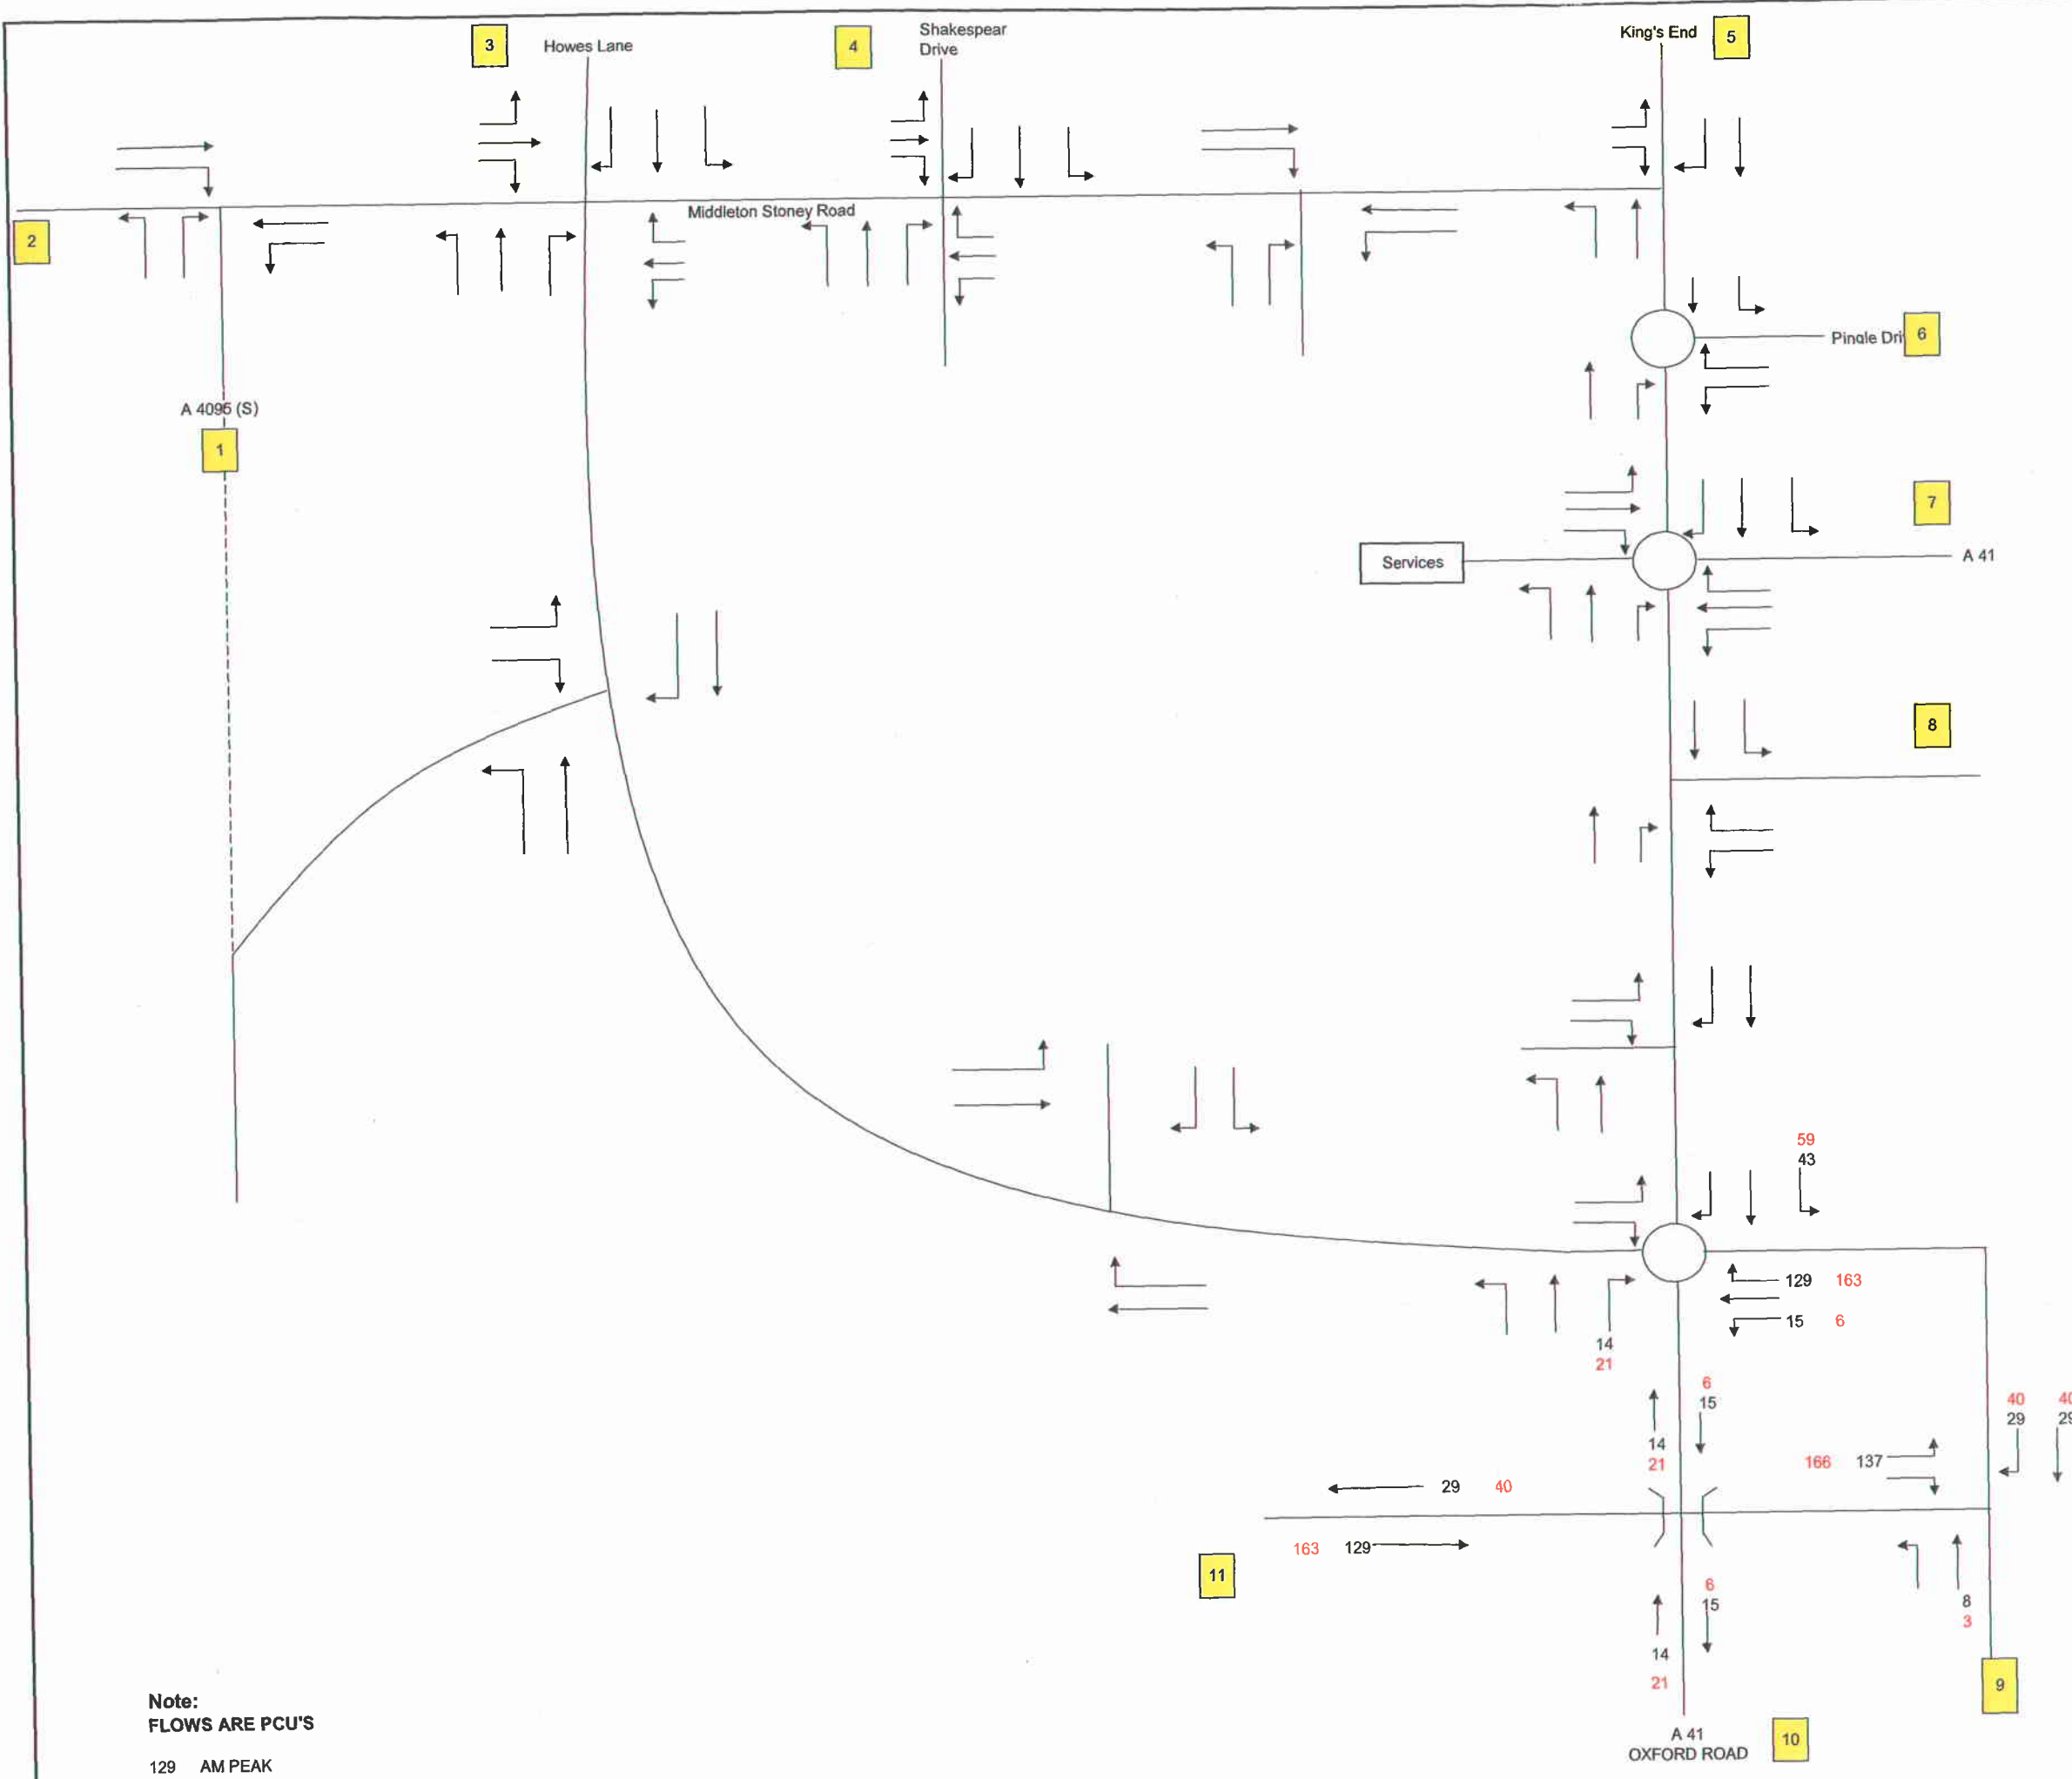 3
Howes Lane
4
Shakespear
Drive
King's End
5
2
Middleton Stoney Road
Pingle Dri
6
A 4095 (S)
1
7
Services
A 41
8
59
43
129 163
15 6
14
21
6
15
14
21
40
29
40
29
166 137
29 40
163 129
11
6
15
14
21
8
3
9
A 41
OXFORD ROAD
10
Note:
FLOWS ARE PCU'S
129 AM PEAK